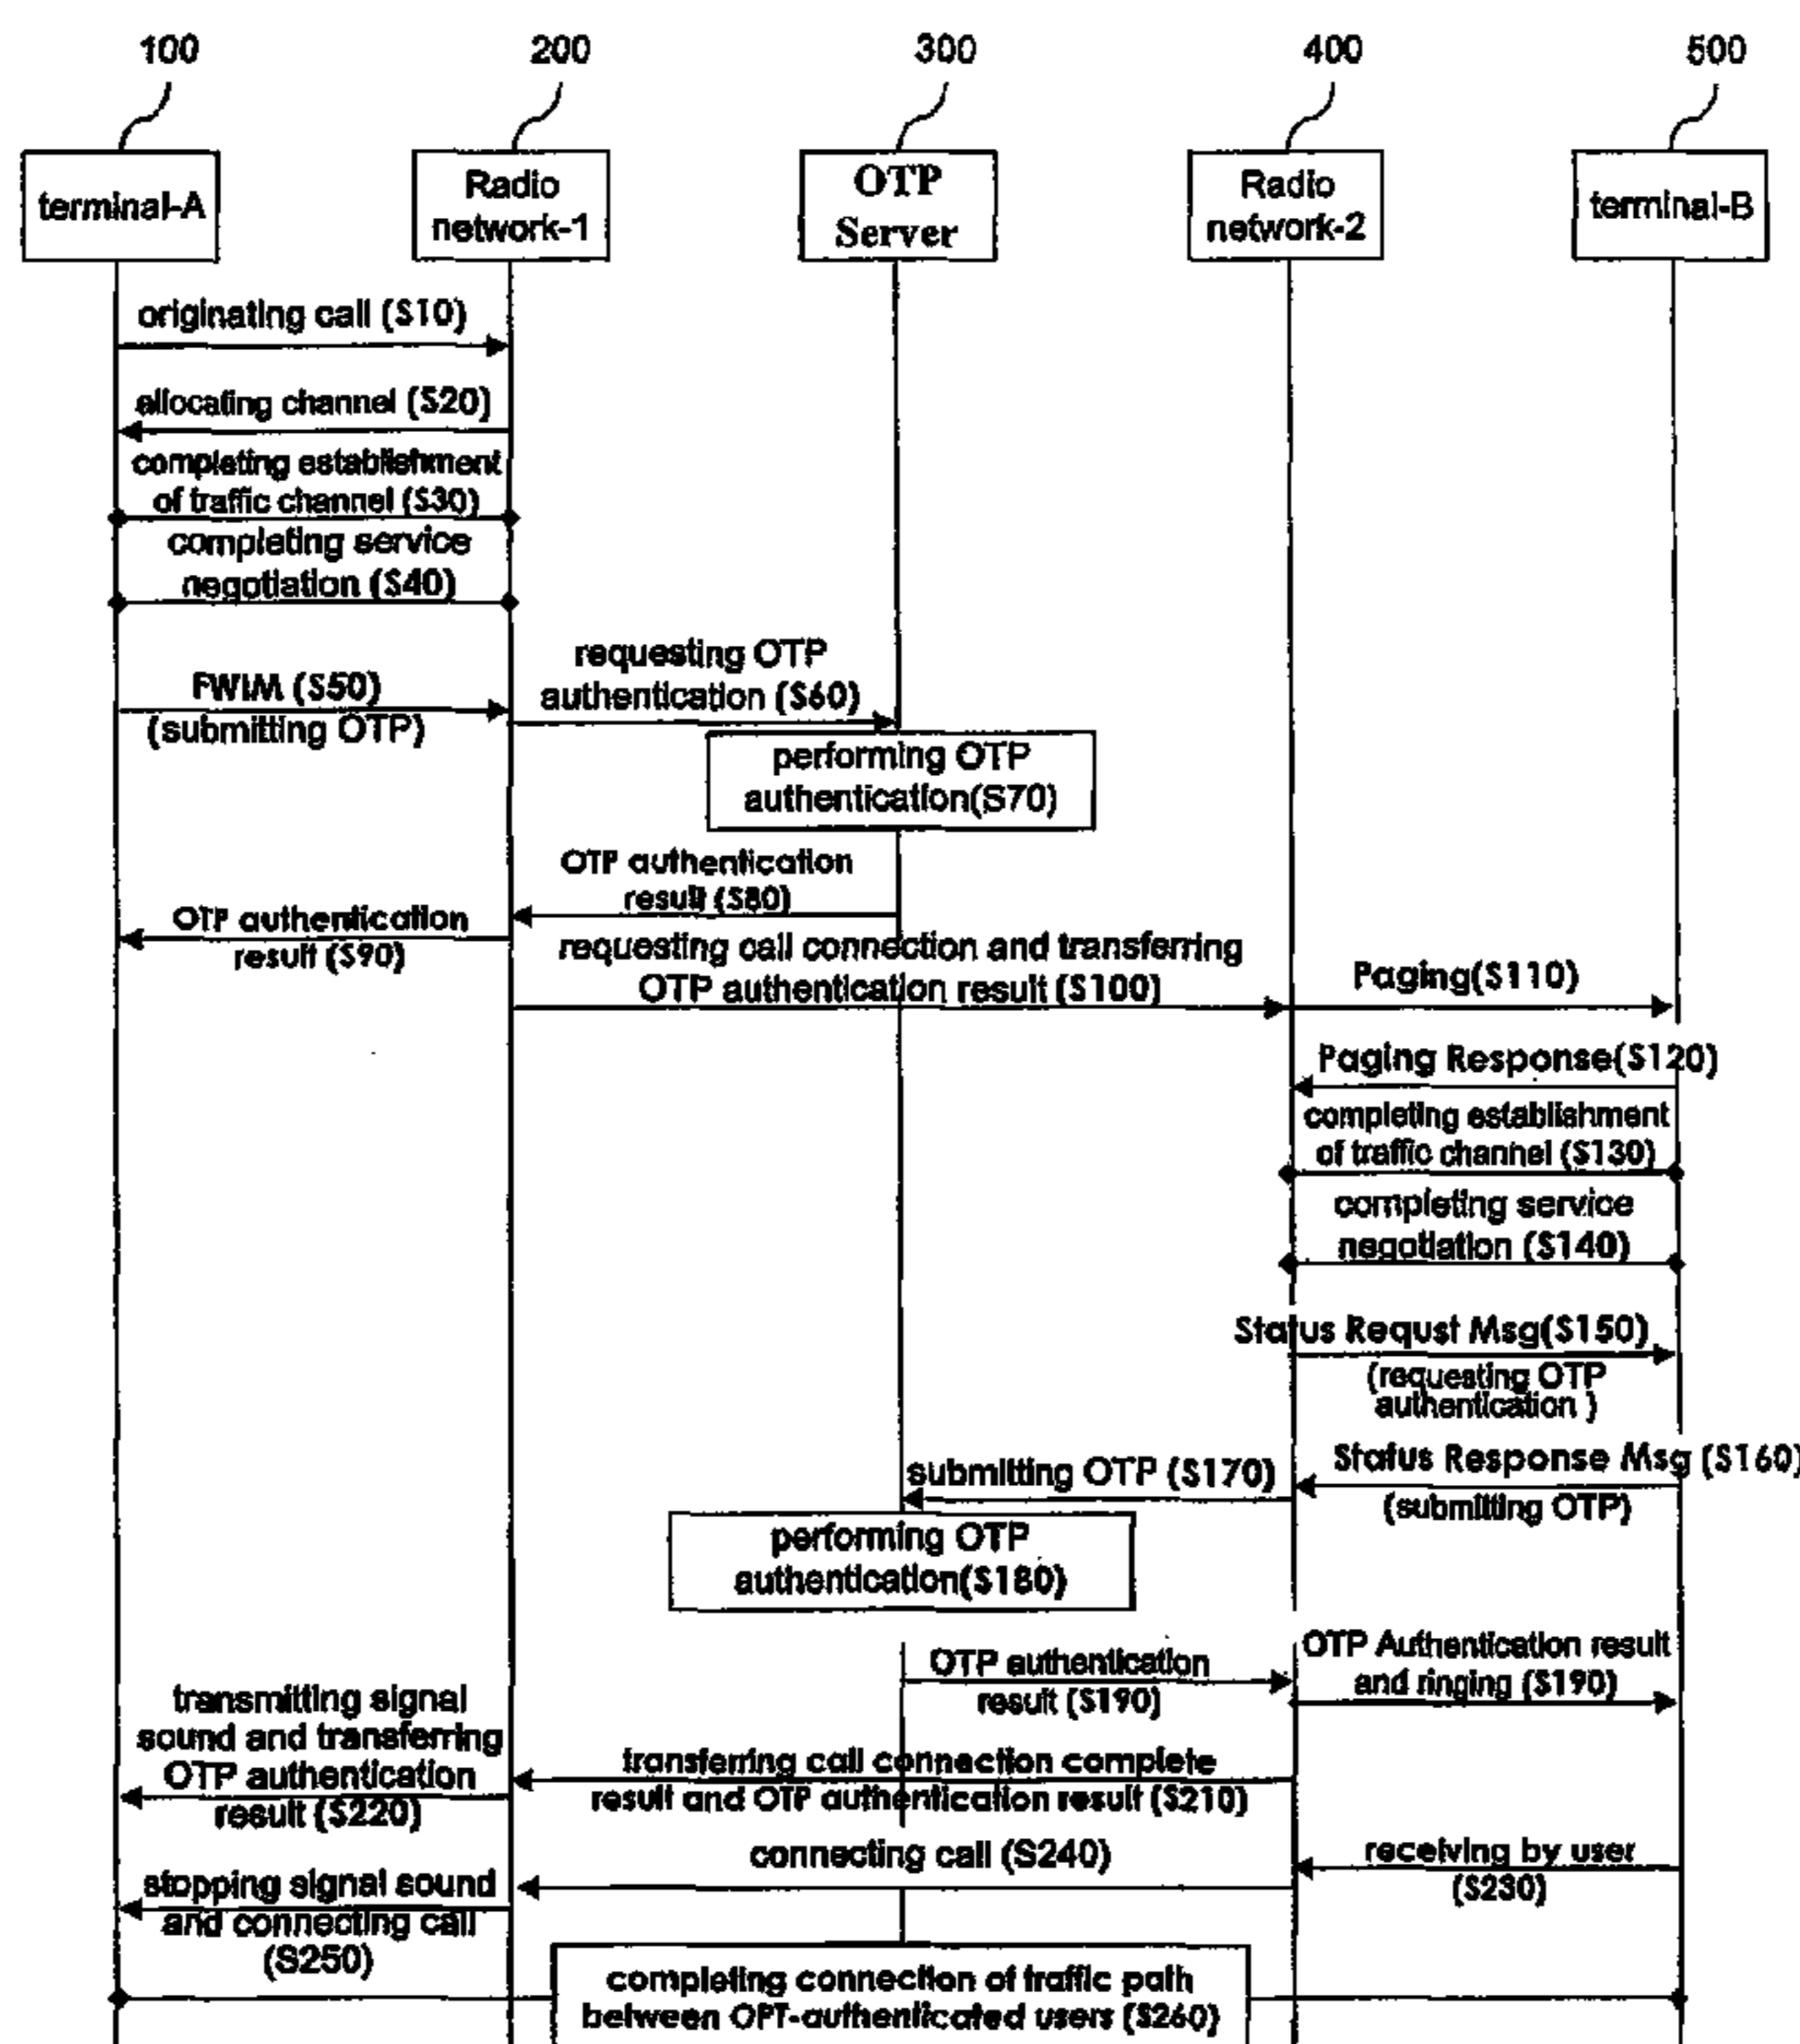 100
200
300
400
500
terminal-A
Radio
network-1
OTP
Server
Radio
network-2
terminal-B
originating call (S10)
allocating channel (S20)
completing establishment
of traffic channel (S30)
completing service
negotiation (S40)
FWIM (S50)
(submitting OTP)
requesting OTP
authentication (S60)
performing OTP
authentication(S70)
OTP authentication
result (S80)
OTP authentication
result (S90)
requesting call connection and transferring
OTP authentication result (S100)
Paging(S110)
Paging Response(S120)
completing establishment
of traffic channel (S130)
completing service
negotiation (S140)
Status Requst Msg(S150)
(requesting OTP
authentication )
Status Response Msg (S160)
(submitting OTP)
submitting OTP (S170)
performing OTP
authentication(S180)
OTP authentication
result (S190)
OTP Authentication result
and ringing (S190)
transferring call connection complete
result and OTP authentication result (S210)
transmitting signal
sound and transferring
OTP authentication
result (S220)
receiving by user
(S230)
connecting call (S240)
stopping signal sound
and connecting call
(S250)
completing connection of traffic path
between OPT-authenticated users (S260)